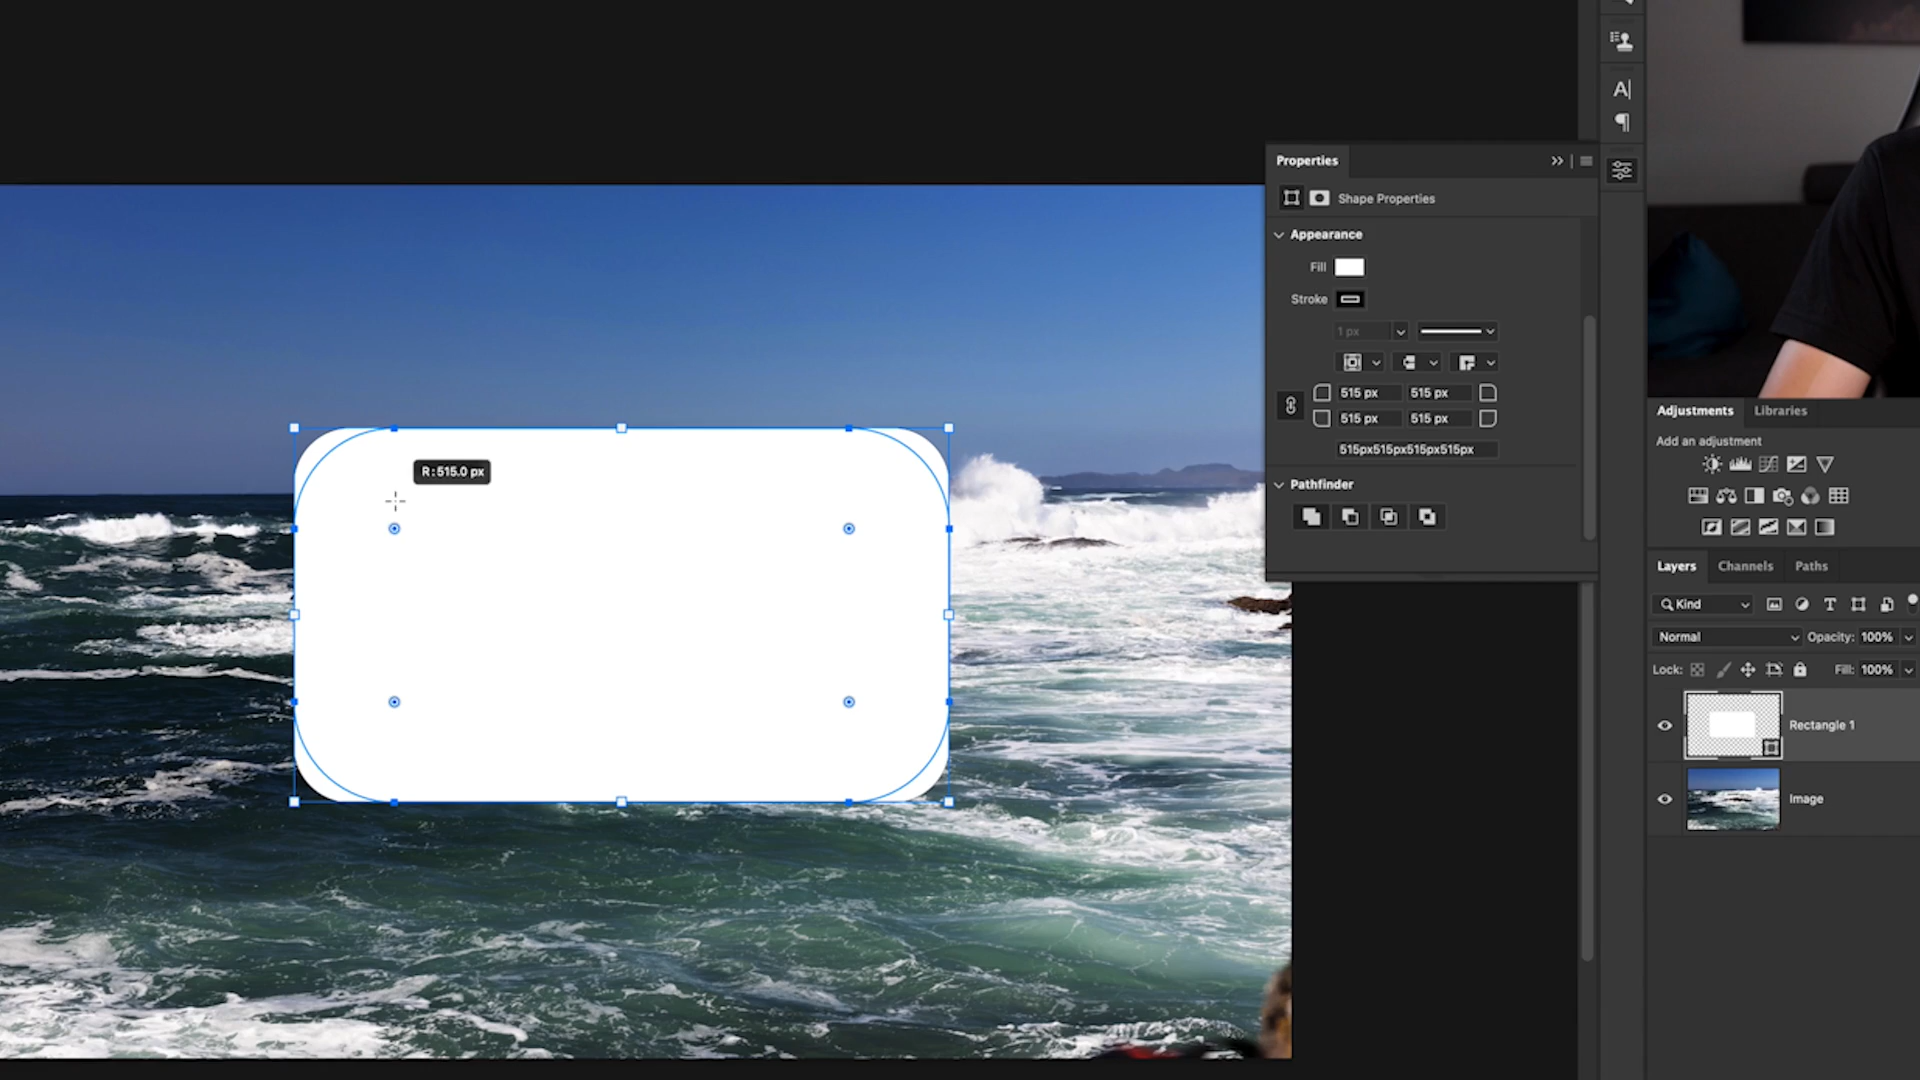 Properties
Shape Properties
Appearance
Fill
Stroke
1 px
515 px 515 px
515 px 515 px
515px515px515px515px
Pathfinder
R: 515.0 px
A|
¶
Adjustments Libraries
Add an adjustment
Layers Channels Paths
Kind
T
Normal Opacity: 100%
Lock: Fill: 100%
Rectangle 1
Image